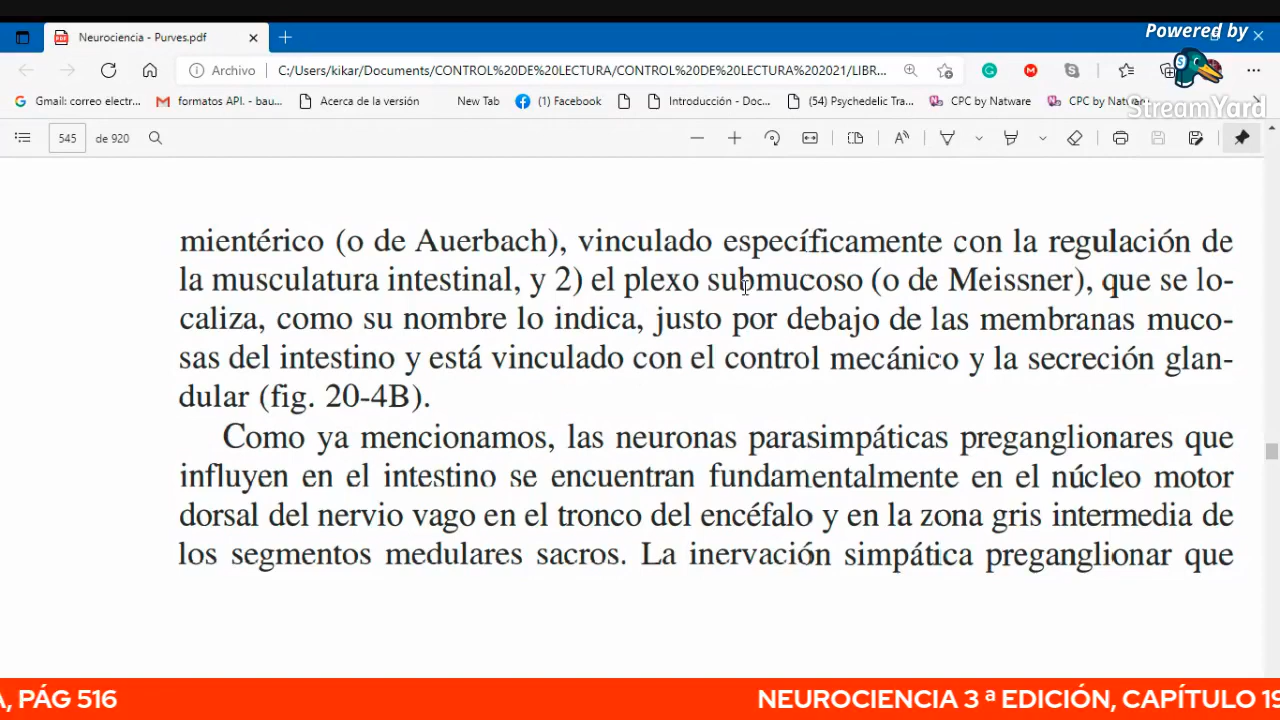 Powered by
Neurociencia - Purves.pdf
Archivo
C:/Users/kikar/Documents/CONTROL%20DE%20LECTURA/CONTROL%20DE%20LECTURA%202021/LIBR...
Gmail: correo electr...
formatos API. - bau...
Acerca de la versión
New Tab
(1) Facebook
Introducción - Doc...
(54) Psychedelic Tra...
CPC by Natware
CPC by Natware
StreamYard
545 de 920
mientérico (o de Auerbach), vinculado específicamente con la regulación de
la musculatura intestinal, y 2) el plexo submucoso (o de Meissner), que se lo-
caliza, como su nombre lo indica, justo por debajo de las membranas muco-
sas del intestino y está vinculado con el control mecánico y la secreción glan-
dular (fig. 20-4B).
Como ya mencionamos, las neuronas parasimpáticas preganglionares que
influyen en el intestino se encuentran fundamentalmente en el núcleo motor
dorsal del nervio vago en el tronco del encéfalo y en la zona gris intermedia de
los segmentos medulares sacros. La inervación simpática preganglionar que
A, PÁG 516
NEUROCIENCIA 3 ª EDICIÓN, CAPÍTULO 19